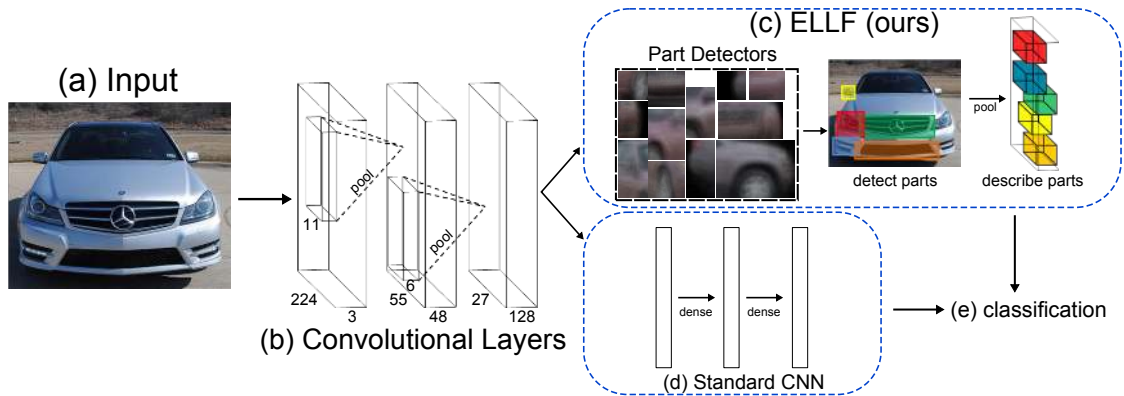 (a) Input
(b) Convolutional Layers
11
224
3
pool
6
55
48
pool
27
128
(c) ELLF (ours)
Part Detectors
detect parts
pool
describe parts
dense
dense
(d) Standard CNN
(e) classification